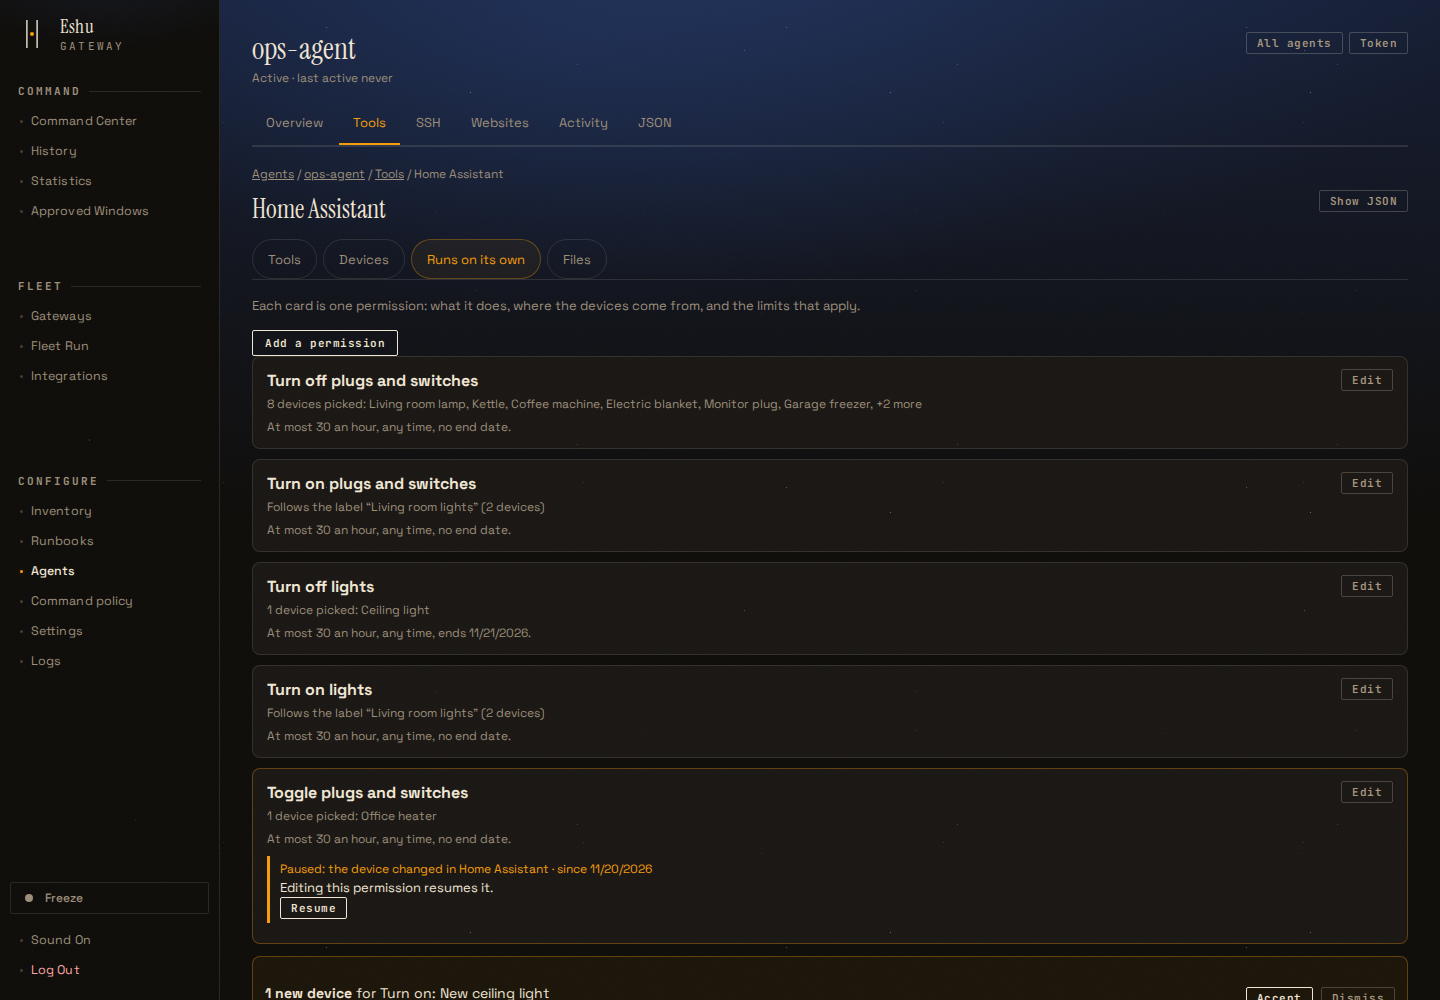 Eshu
GATEWAY
COMMAND
Command Center
History
Statistics
Approved Windows
FLEET
Gateways
Fleet Run
Integrations
CONFIGURE
Inventory
Runbooks
Agents
Command policy
Settings
Logs
Freeze
Sound On
Log Out
ops-agent
Active · last active never
All agents
Token
Overview
Tools
SSH
Websites
Activity
JSON
Agents / ops-agent / Tools / Home Assistant
Home Assistant
Show JSON
Tools
Devices
Runs on its own
Files
Each card is one permission: what it does, where the devices come from, and the limits that apply.
Add a permission
Turn off plugs and switches
Edit
8 devices picked: Living room lamp, Kettle, Coffee machine, Electric blanket, Monitor plug, Garage freezer, +2 more
At most 30 an hour, any time, no end date.
Turn on plugs and switches
Edit
Follows the label “Living room lights” (2 devices)
At most 30 an hour, any time, no end date.
Turn off lights
Edit
1 device picked: Ceiling light
At most 30 an hour, any time, ends 11/21/2026.
Turn on lights
Edit
Follows the label “Living room lights” (2 devices)
At most 30 an hour, any time, no end date.
Toggle plugs and switches
Edit
1 device picked: Office heater
At most 30 an hour, any time, no end date.
Paused: the device changed in Home Assistant · since 11/20/2026
Editing this permission resumes it.
Resume
1 new device for Turn on: New ceiling light
Accept
Dismiss